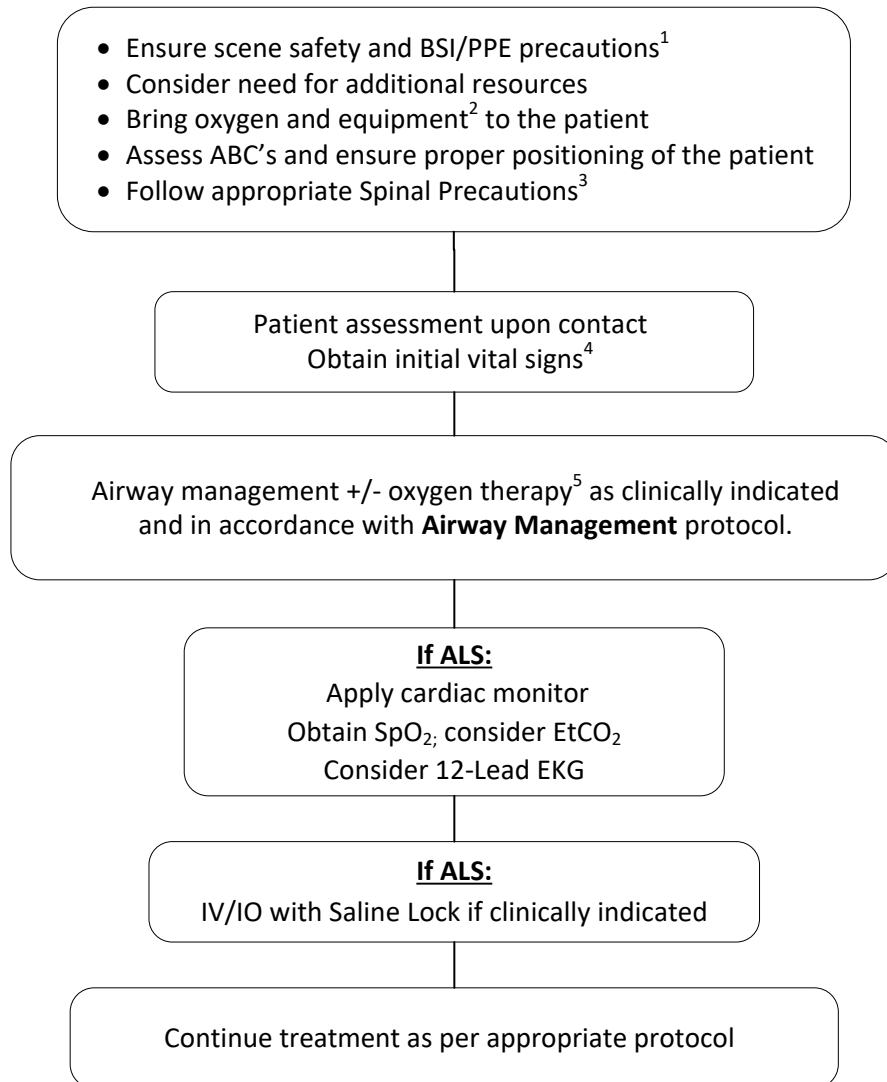 • Ensure scene safety and BSI/PPE precautions¹
• Consider need for additional resources
• Bring oxygen and equipment² to the patient
• Assess ABC’s and ensure proper positioning of the patient
• Follow appropriate Spinal Precautions³
Patient assessment upon contact
Obtain initial vital signs⁴
Airway management +/- oxygen therapy⁵ as clinically indicated
and in accordance with Airway Management protocol.
If ALS:
Apply cardiac monitor
Obtain SpO₂; consider EtCO₂
Consider 12-Lead EKG
If ALS:
IV/IO with Saline Lock if clinically indicated
Continue treatment as per appropriate protocol